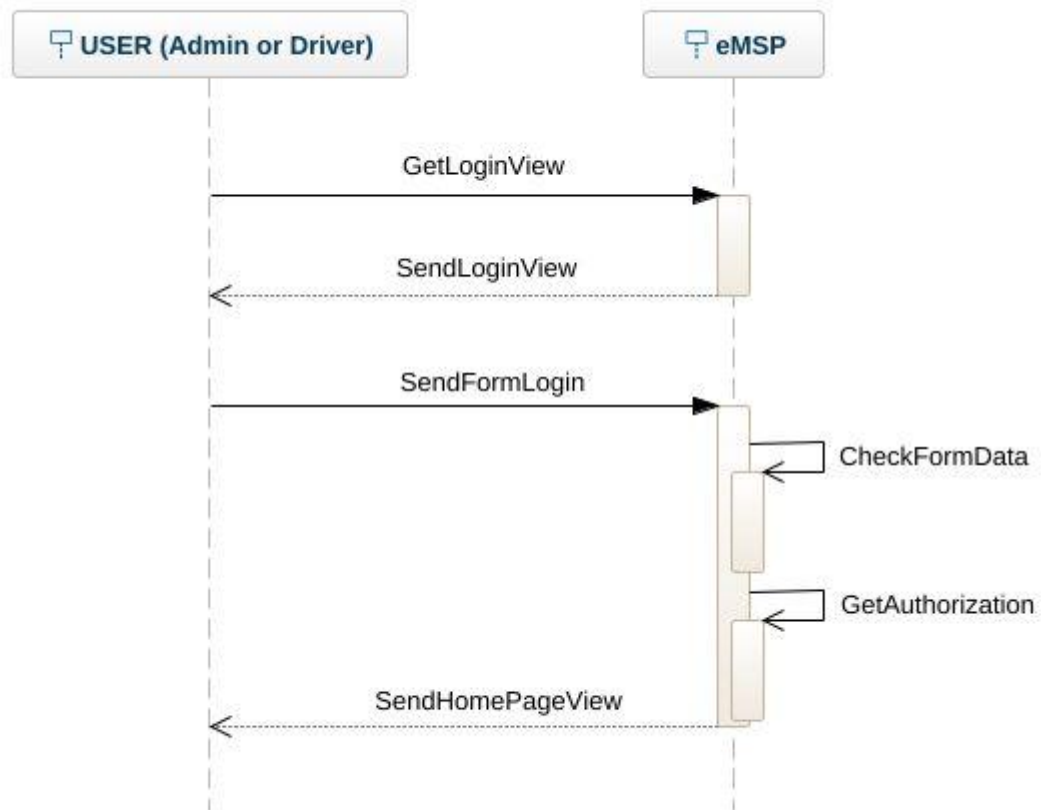 USER (Admin or Driver)
eMSP
GetLoginView
SendLoginView
SendFormLogin
CheckFormData
GetAuthorization
SendHomePageView